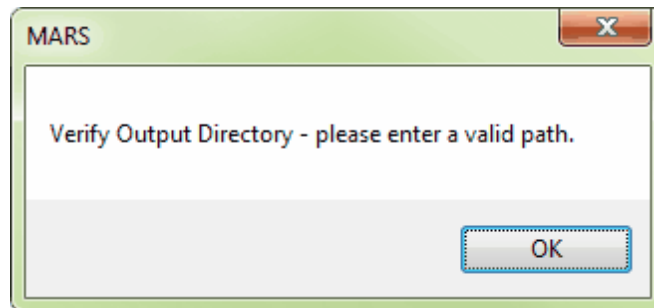 MARS
Verify Output Directory - please enter a valid path.
OK